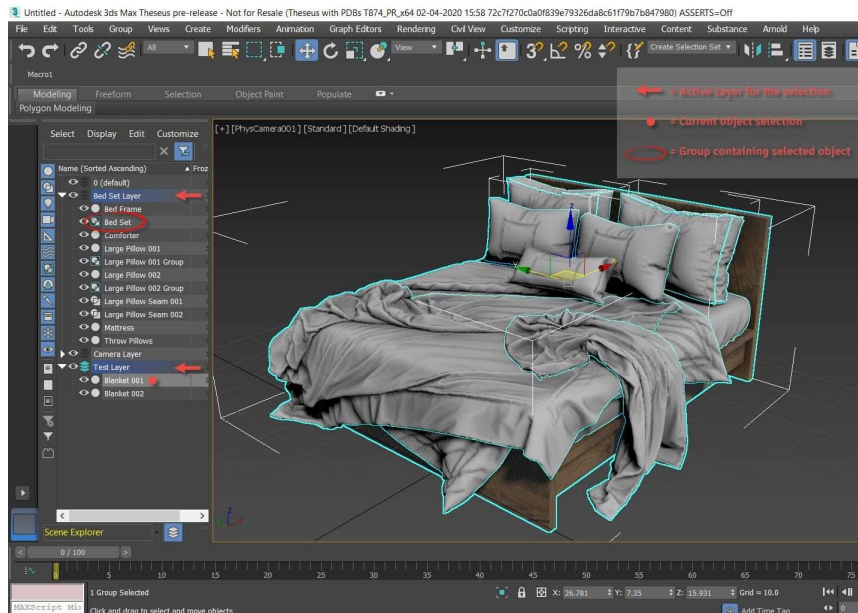 Untitled - Autodesk 3ds Max Theseus pre-release - Not for Resale (Theseus with PDBs T874_PR_x64 02-04-2020 15:58 72c7f270c0a0f839e79326da8c61f79b7b847980) ASSERTS=Off
File Edit Tools Group Views Create Modifiers Animation Graph Editors Rendering Civil View Customize Scripting Interactive Content Substance Arnold Help
All View Create Selection Set
Macro1
Modeling Freeform Selection Object Paint Populate
Polygon Modeling
= Active Layer for the selection
= Current object selection
= Group containing selected object
Select Display Edit Customize
[+] [PhysCamera001] [Standard] [Default Shading]
Name (Sorted Ascending) Froz
0 (default)
Bed Set Layer
Bed Frame
Bed Set
Comforter
Large Pillow 001
Large Pillow 001 Group
Large Pillow 002
Large Pillow 002 Group
Large Pillow Seam 001
Large Pillow Seam 002
Mattress
Throw Pillows
Camera Layer
Test Layer
Blanket 001
Blanket 002
z
z
x
< >
Scene Explorer
< 0 / 100 >
0 5 10 15 20 25 30 35 40 45 50 55 60 65 70 75
1 Group Selected X: 26.781 Y: 7.35 Z: 15.931 Grid = 10.0
MAXScript Mi Click and drag to select and move objects Add Time Tag 0